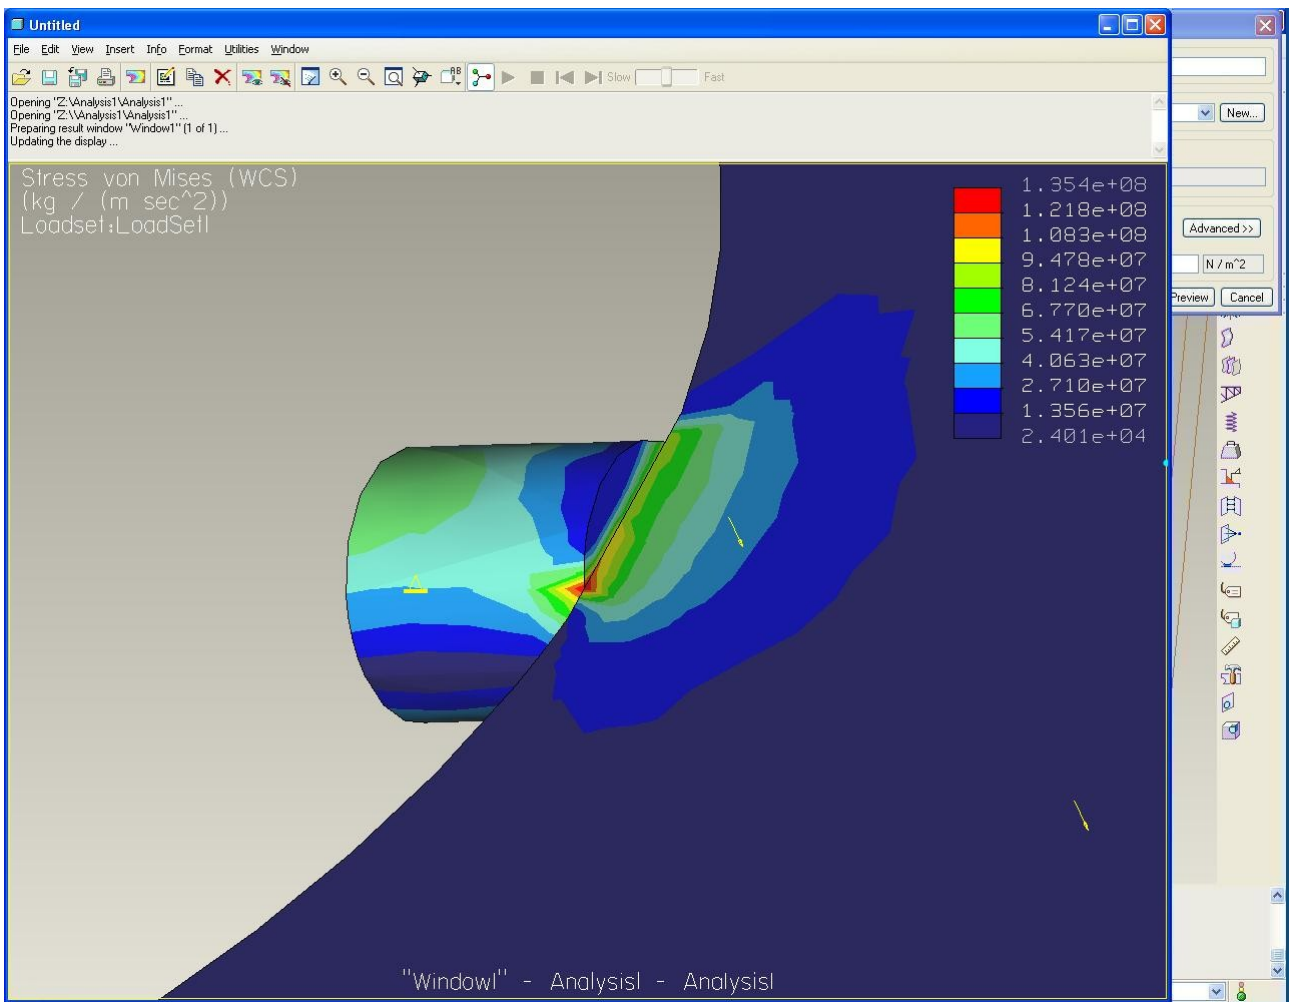 Untitled
File Edit View Insert Info Format Utilities Window
AB
Slow Fast
Opening "Z:\Analysis1\Analysis1" ...
Opening "Z:\\Analysis1\Analysis1" ...
Preparing result window "Window1" (1 of 1) ...
Updating the display ...
New...
Stress von Mises (WCS)
(kg / (m sec^2))
Loadset:LoadSet1
1.354e+08
1.218e+08
1.083e+08
9.478e+07
8.124e+07
6.770e+07
5.417e+07
4.063e+07
2.710e+07
1.356e+07
2.401e+04
Advanced >>
N / m^2
Preview Cancel
"Window1" - Analysis1 - Analysis1